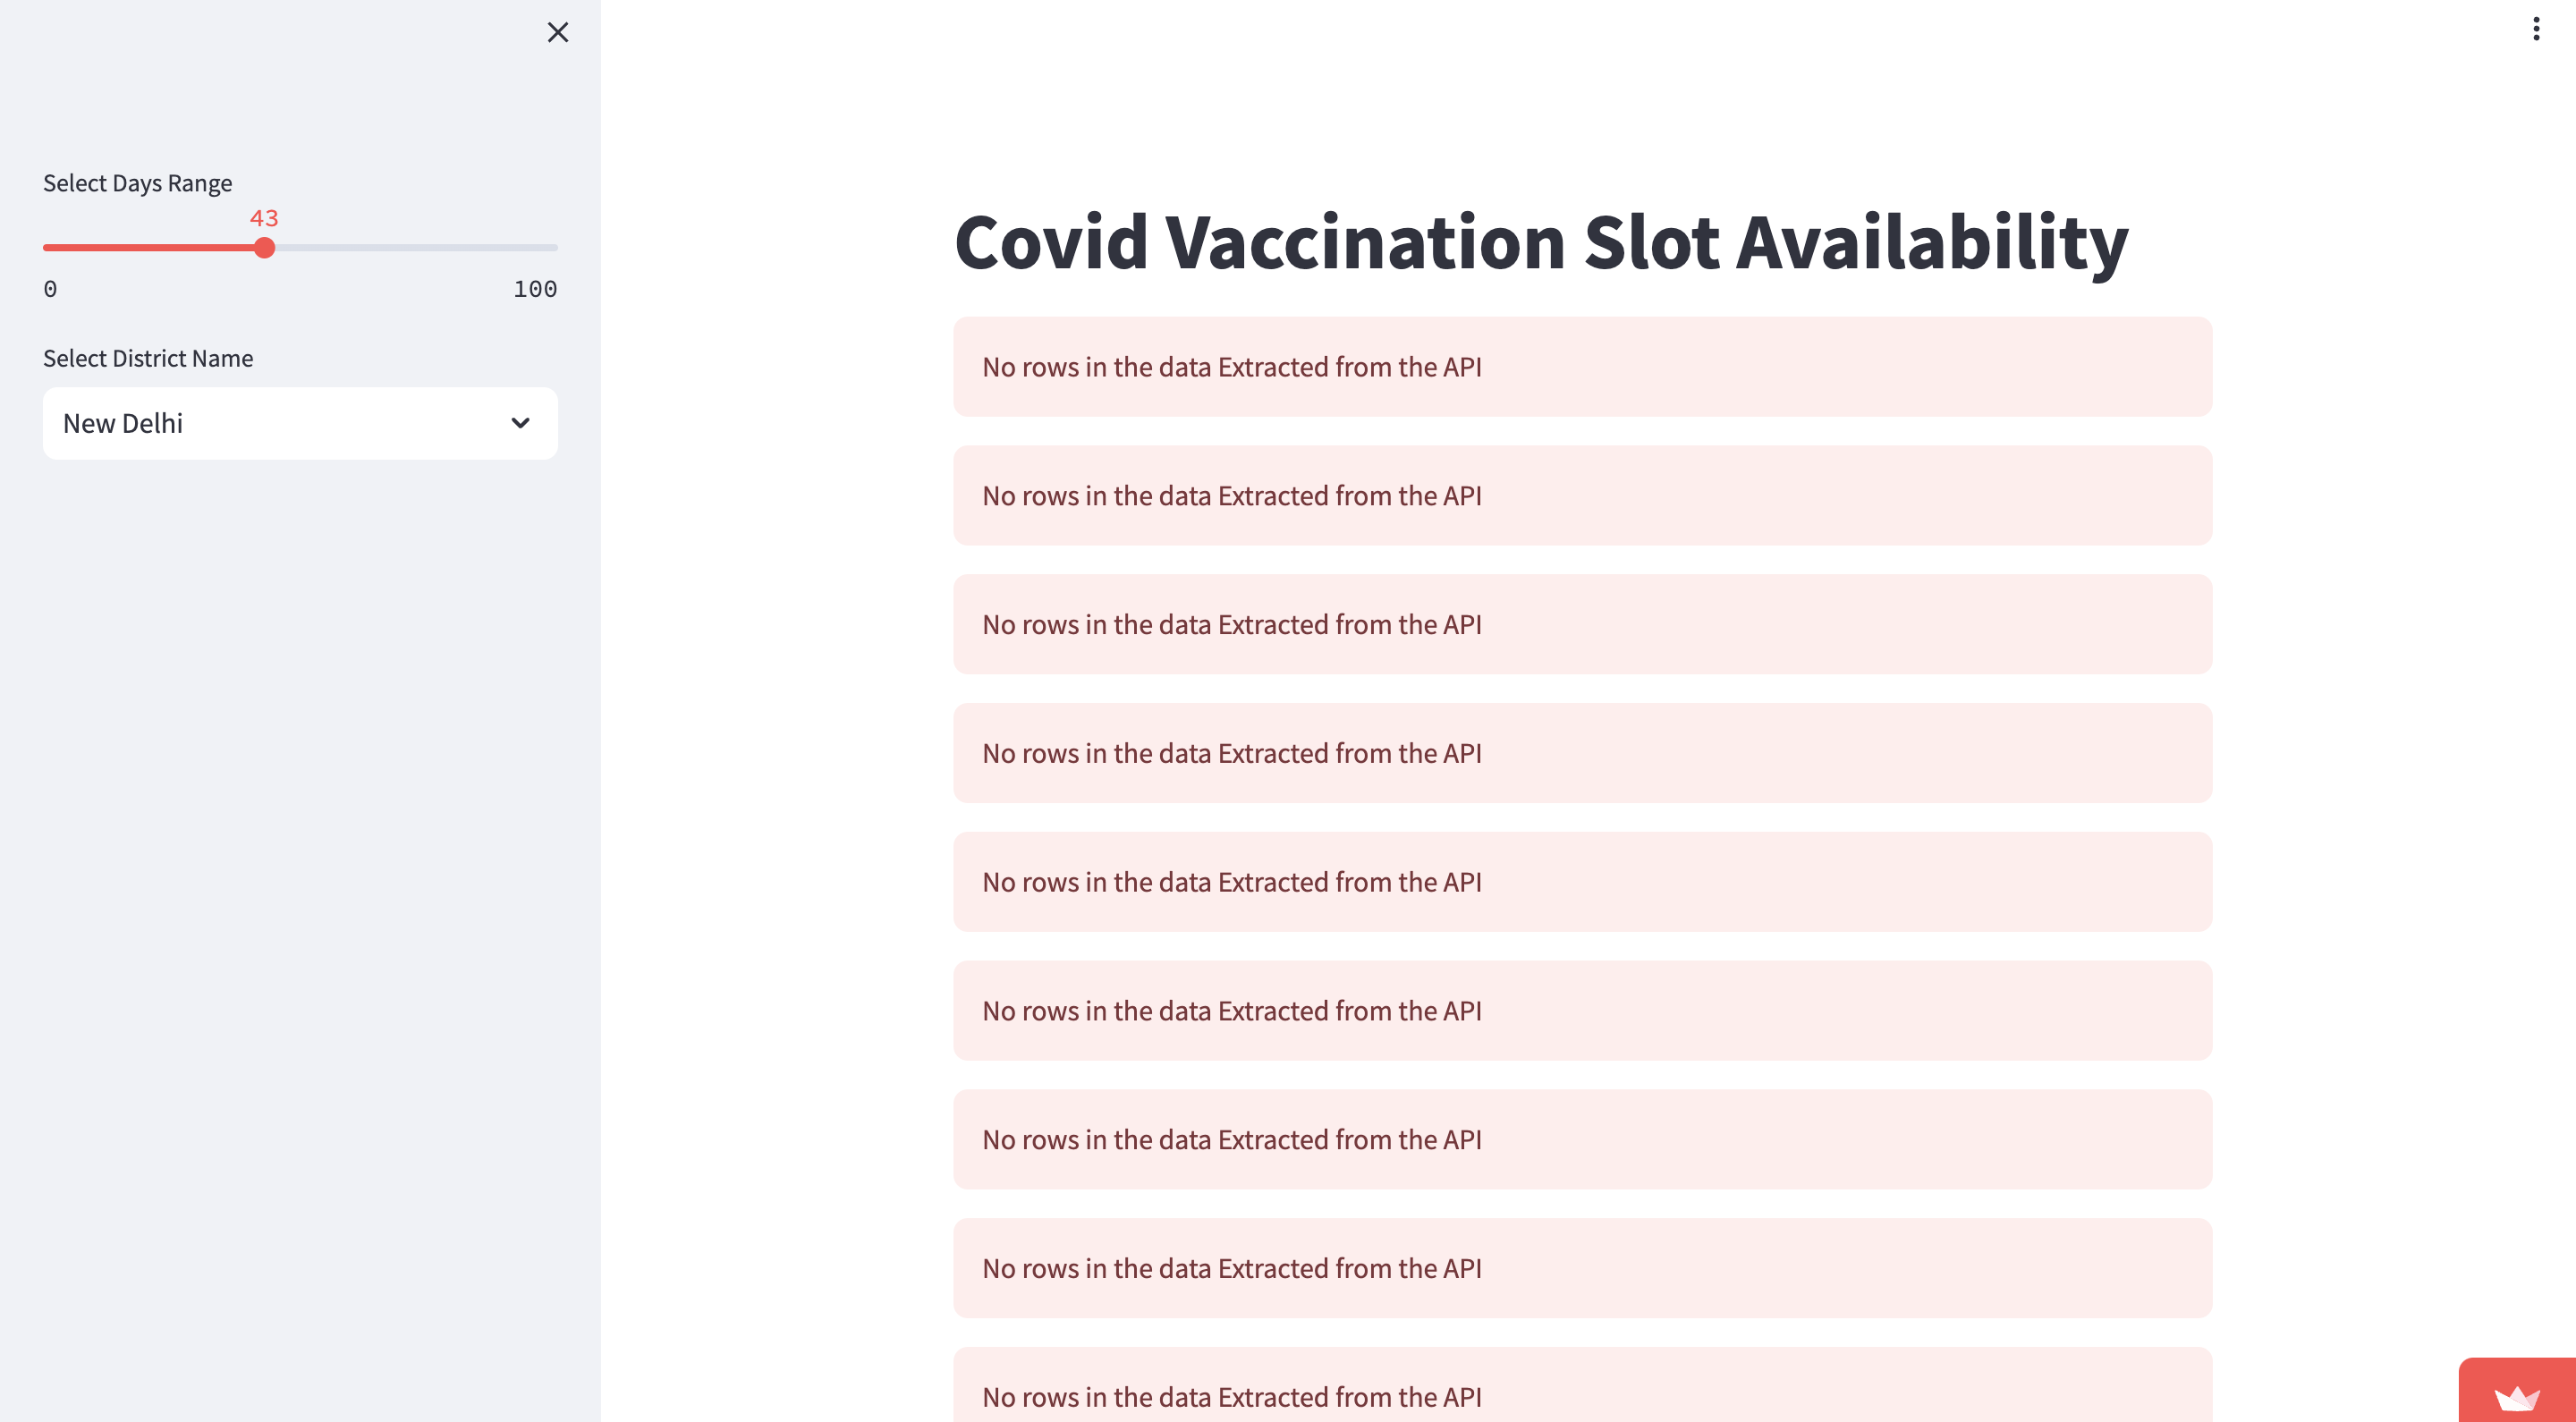 Select Days Range
43
0 100
Select District Name
New Delhi
Covid Vaccination Slot Availability
No rows in the data Extracted from the API
No rows in the data Extracted from the API
No rows in the data Extracted from the API
No rows in the data Extracted from the API
No rows in the data Extracted from the API
No rows in the data Extracted from the API
No rows in the data Extracted from the API
No rows in the data Extracted from the API
No rows in the data Extracted from the API